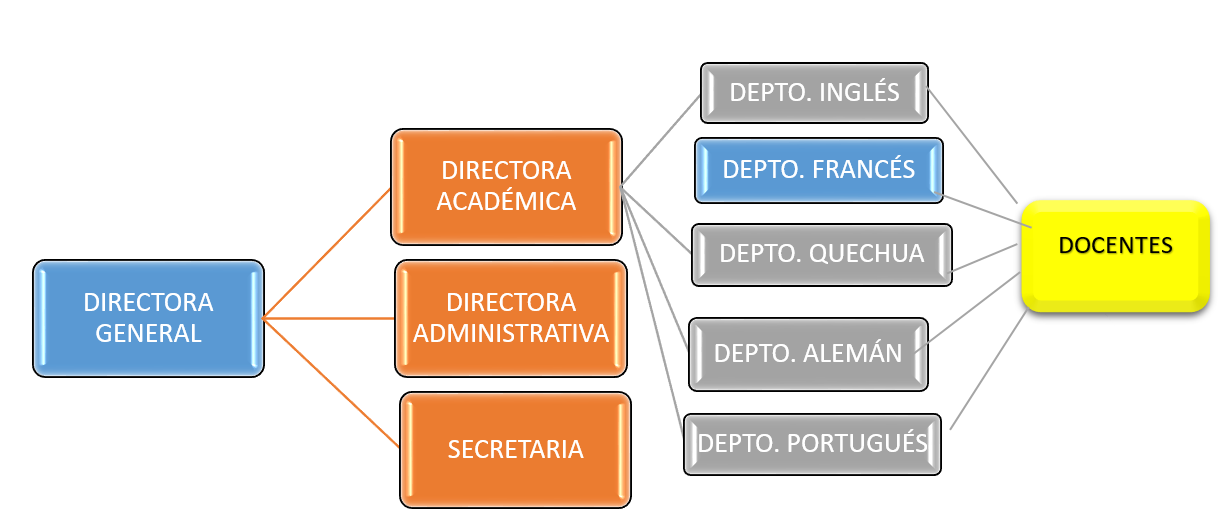 DIRECTORA
GENERAL
DIRECTORA
ACADÉMICA
DIRECTORA
ADMINISTRATIVA
SECRETARIA
DEPTO. INGLÉS
DEPTO. FRANCÉS
DEPTO. QUECHUA
DEPTO. ALEMÁN
DEPTO. PORTUGUÉS
DOCENTES